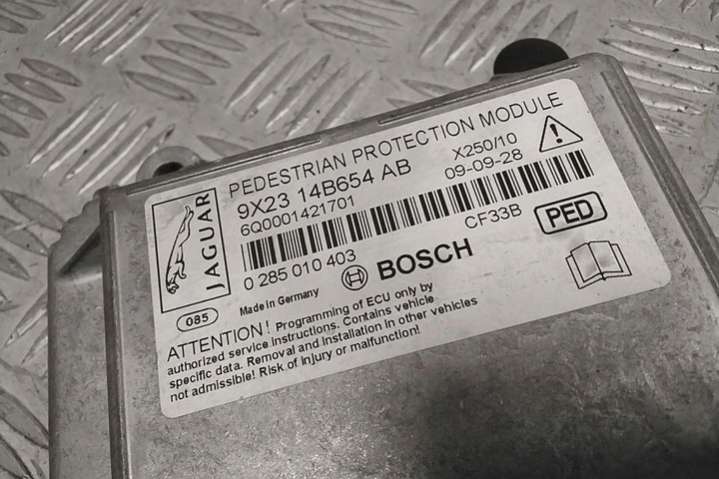 PEDESTRIAN PROTECTION MODULE
9X23 14B654 AB
X250/10
6Q0001421701
09-09-28
JAGUAR
0 285 010 403
CF33B
PED
BOSCH
Made in Germany
085
ATTENTION! Programming of ECU only by
authorized service instructions. Contains vehicle
specific data. Removal and installation in other vehicles
not admissible! Risk of injury or malfunction!